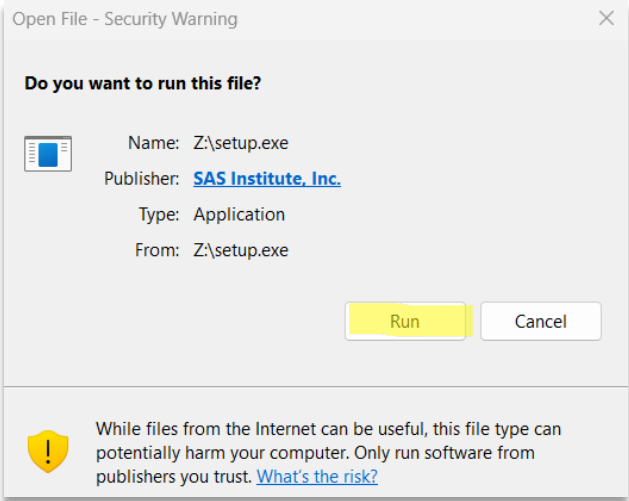 Open File - Security Warning
Do you want to run this file?
Name: Z:\setup.exe
Publisher: SAS Institute, Inc.
Type: Application
From: Z:\setup.exe
Run Cancel
While files from the Internet can be useful, this file type can
potentially harm your computer. Only run software from
publishers you trust. What's the risk?